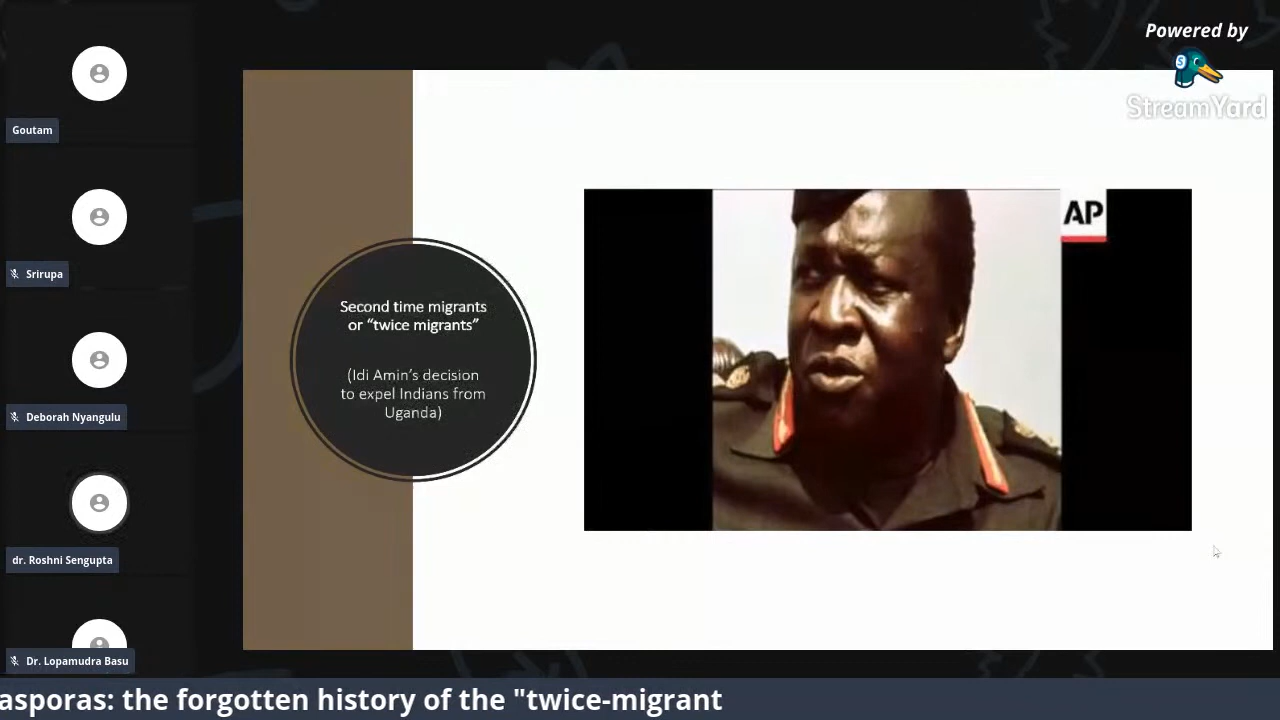 Powered by
S
StreamYard
Goutam
Srirupa
Deborah Nyangulu
dr. Roshni Sengupta
Dr. Lopamudra Basu
Second time migrants
or “twice migrants”
(Idi Amin’s decision
to expel Indians from
Uganda)
AP
asporas: the forgotten history of the "twice-migrant